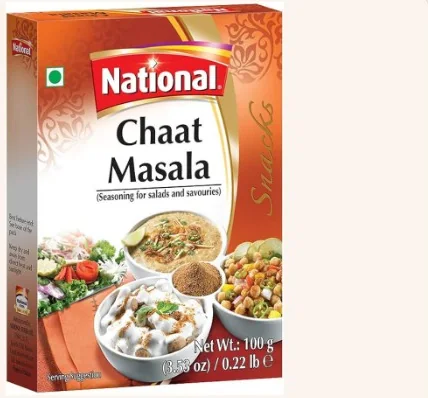 National
Chaat
Masala
(Seasoning for salads and savouries)
Snacks
Net Wt.: 100 g
(3.53 oz) / 0.22 lb e
Serving Suggestion